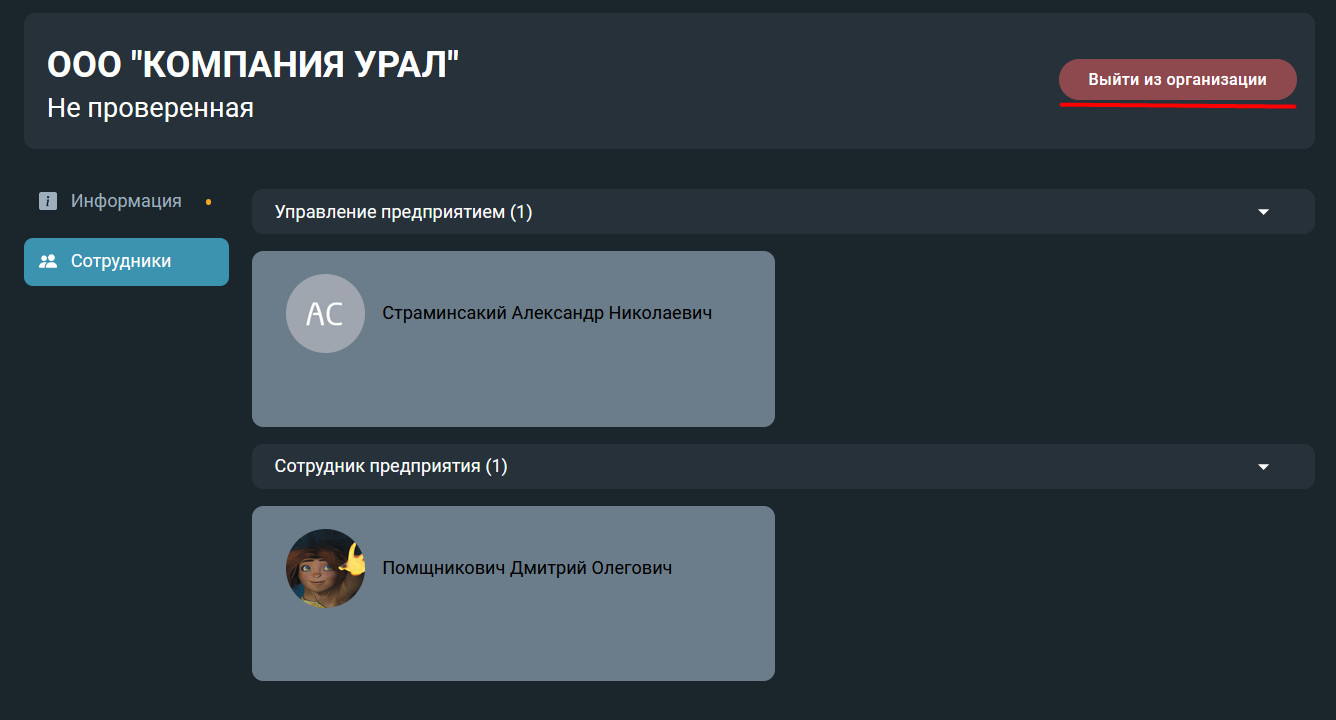 ООО "КОМПАНИЯ УРАЛ"
Не проверенная
Выйти из организации
Информация
Сотрудники
Управление предприятием (1)
АС
Страминсакий Александр Николаевич
Сотрудник предприятия (1)
Помщникович Дмитрий Олегович